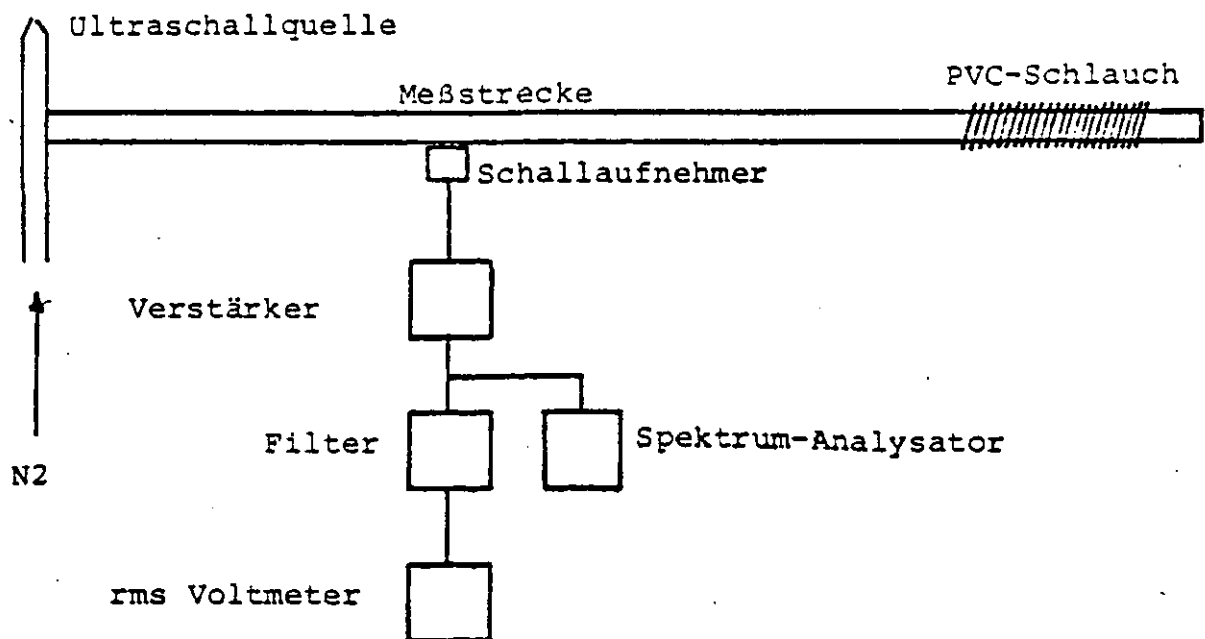 Ultraschallquelle
PVC-Schlauch
Meßstrecke
Schallaufnehmer
Verstärker
Filter
Spektrum-Analysator
N2
rms Voltmeter